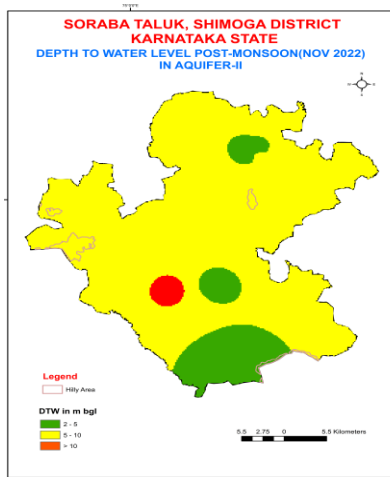 SORABA TALUK, SHIMOGA DISTRICT
KARNATAKA STATE
DEPTH TO WATER LEVEL POST-MONSOON(NOV 2022)
IN AQUIFER-II
Legend
Hilly Area
DTW in m bgl
2 - 5
5 - 10
> 10
5.5 2.75 0 5.5 Kilometers